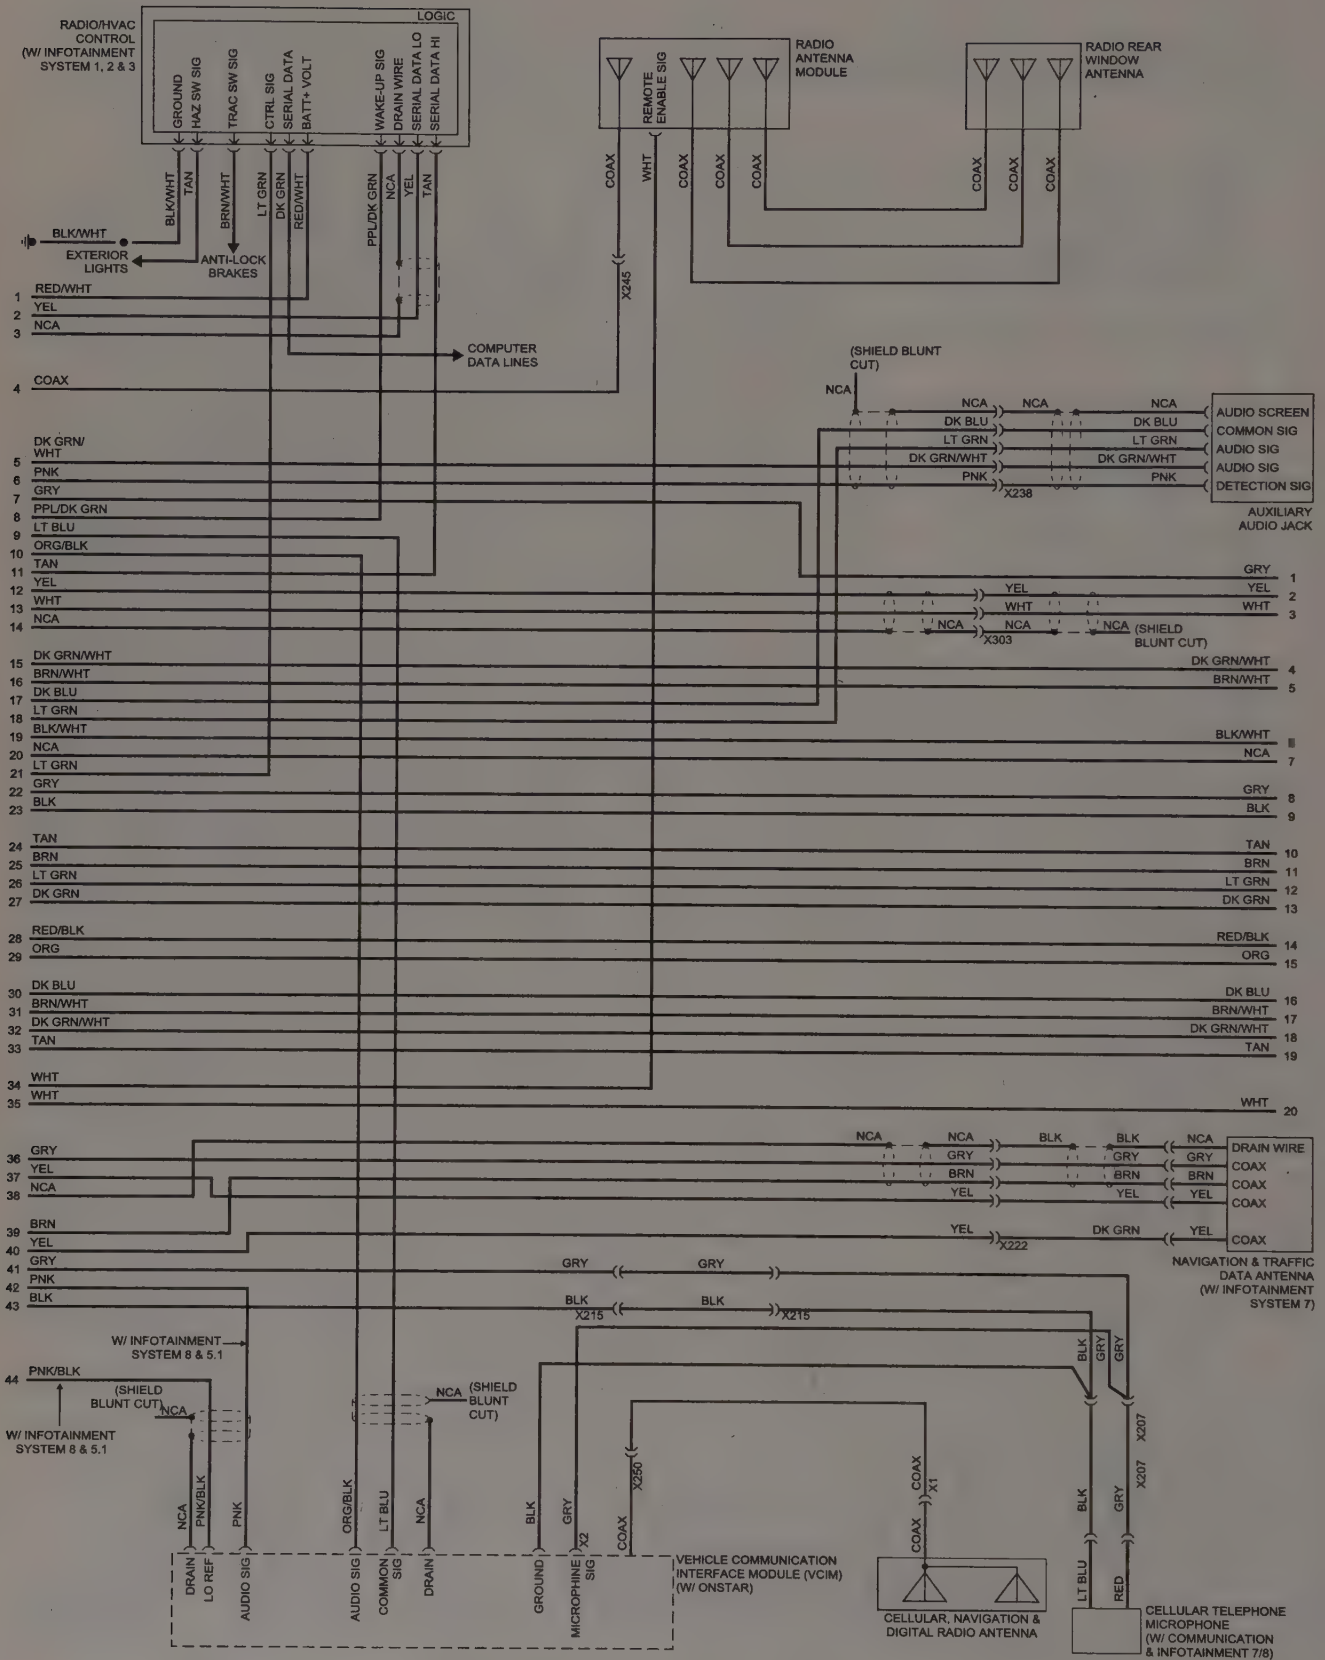 LOGIC
RADIO/HVAC
CONTROL
(W/ INFOTAINMENT
SYSTEM 1, 2 & 3
GROUND
HAZ SW SIG
TRAC SW SIG
CTRL SIG
SERIAL DATA
BATT+ VOLT
WAKE-UP SIG
DRAIN WIRE
SERIAL DATA LO
SERIAL DATA HI
BLK/WHT
TAN
BRN/WHT
LT GRN
DK GRN
RED/WHT
PPL/DK GRN
NCA
YEL
TAN
BLK/WHT
EXTERIOR
LIGHTS
ANTI-LOCK
BRAKES
COMPUTER
DATA LINES
RADIO
ANTENNA
MODULE
REMOTE
ENABLE SIG
COAX
WHT
COAX
COAX
COAX
X245
RADIO REAR
WINDOW
ANTENNA
COAX
COAX
COAX
1 RED/WHT
2 YEL
3 NCA
4 COAX
DK GRN/
5 WHT
6 PNK
7 GRY
8 PPL/DK GRN
9 LT BLU
10 ORG/BLK
11 TAN
12 YEL
13 WHT
14 NCA
15 DK GRN/WHT
16 BRN/WHT
17 DK BLU
18 LT GRN
19 BLK/WHT
20 NCA
21 LT GRN
22 GRY
23 BLK
24 TAN
25 BRN
26 LT GRN
27 DK GRN
28 RED/BLK
29 ORG
30 DK BLU
31 BRN/WHT
32 DK GRN/WHT
33 TAN
34 WHT
35 WHT
36 GRY
37 YEL
38 NCA
39 BRN
40 YEL
41 GRY
42 PNK
43 BLK
44 PNK/BLK
(SHIELD BLUNT
CUT)
NCA
NCA NCA NCA AUDIO SCREEN
DK BLU DK BLU COMMON SIG
LT GRN LT GRN AUDIO SIG
DK GRN/WHT DK GRN/WHT AUDIO SIG
PNK PNK DETECTION SIG
X238
AUXILIARY
AUDIO JACK
GRY 1
YEL YEL 2
WHT WHT 3
NCA NCA NCA (SHIELD
BLUNT CUT)
X303
DK GRN/WHT 4
BRN/WHT 5
BLK/WHT
NCA 7
GRY 8
BLK 9
TAN 10
BRN 11
LT GRN 12
DK GRN 13
RED/BLK 14
ORG 15
DK BLU 16
BRN/WHT 17
DK GRN/WHT 18
TAN 19
WHT 20
NCA NCA BLK BLK NCA DRAIN WIRE
GRY GRY GRY COAX
BRN BRN BRN COAX
YEL YEL YEL COAX
YEL DK GRN YEL COAX
X222
NAVIGATION & TRAFFIC
DATA ANTENNA
(W/ INFOTAINMENT
SYSTEM 7)
GRY GRY
BLK BLK
X215 X215
W/ INFOTAINMENT
SYSTEM 8 & 5.1
(SHIELD
BLUNT CUT)
NCA
W/ INFOTAINMENT
SYSTEM 8 & 5.1
NCA (SHIELD
BLUNT
CUT)
BLK
GRY
GRY
X207
X207
BLK
GRY
LT BLU
RED
NCA
PNK/BLK
PNK
ORG/BLK
LT BLU
NCA
BLK
GRY
X2
COAX
X250
COAX
X1
COAX
DRAIN
LO REF
AUDIO SIG
AUDIO SIG
COMMON
SIG
DRAIN
GROUND
MICROPHINE
SIG
VEHICLE COMMUNICATION
INTERFACE MODULE (VCIM)
(W/ ONSTAR)
CELLULAR, NAVIGATION &
DIGITAL RADIO ANTENNA
CELLULAR TELEPHONE
MICROPHONE
(W/ COMMUNICATION
& INFOTAINMENT 7/8)